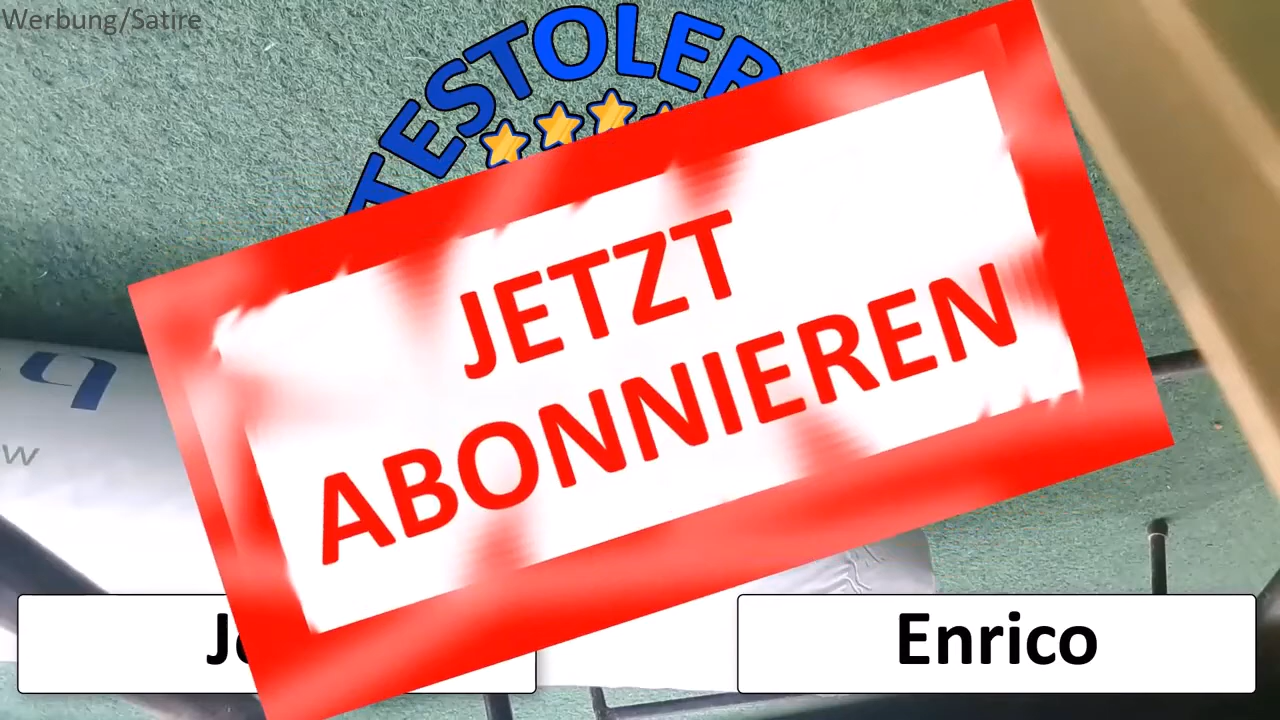 Werbung/Satire
TESTOLER
JETZT
ABONNIEREN
w
Enrico